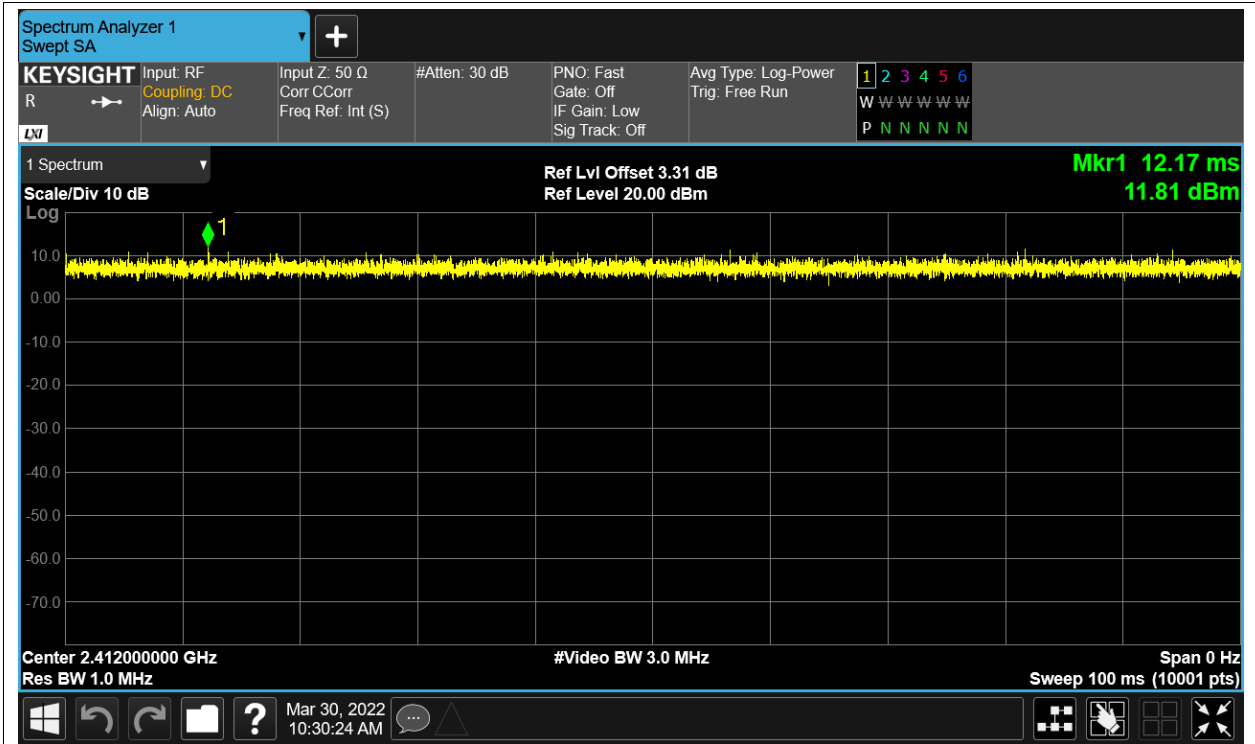 Spectrum Analyzer 1
Swept SA
KEYSIGHT
R
LXI
Input: RF
Coupling: DC
Align: Auto
Input Z: 50 Ω
Corr CCorr
Freq Ref: Int (S)
#Atten: 30 dB
PNO: Fast
Gate: Off
IF Gain: Low
Sig Track: Off
Avg Type: Log-Power
Trig: Free Run
1 2 3 4 5 6
W W W W W W
P N N N N N
1 Spectrum
Scale/Div 10 dB
Log
Ref Lvl Offset 3.31 dB
Ref Level 20.00 dBm
Mkr1 12.17 ms
11.81 dBm
1
10.0
0.00
-10.0
-20.0
-30.0
-40.0
-50.0
-60.0
-70.0
Center 2.412000000 GHz
Res BW 1.0 MHz
#Video BW 3.0 MHz
Span 0 Hz
Sweep 100 ms (10001 pts)
?
Mar 30, 2022
10:30:24 AM